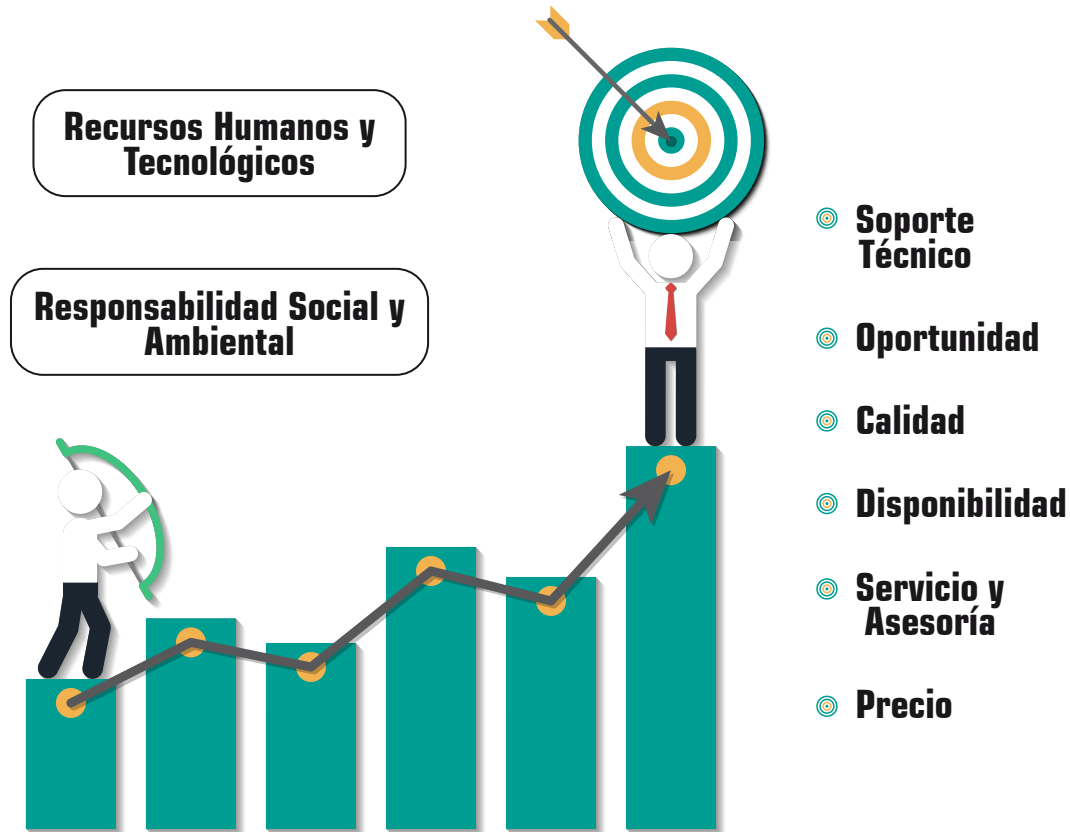 Recursos Humanos y
Tecnológicos
Responsabilidad Social y
Ambiental
Soporte
Técnico
Oportunidad
Calidad
Disponibilidad
Servicio y
Asesoría
Precio